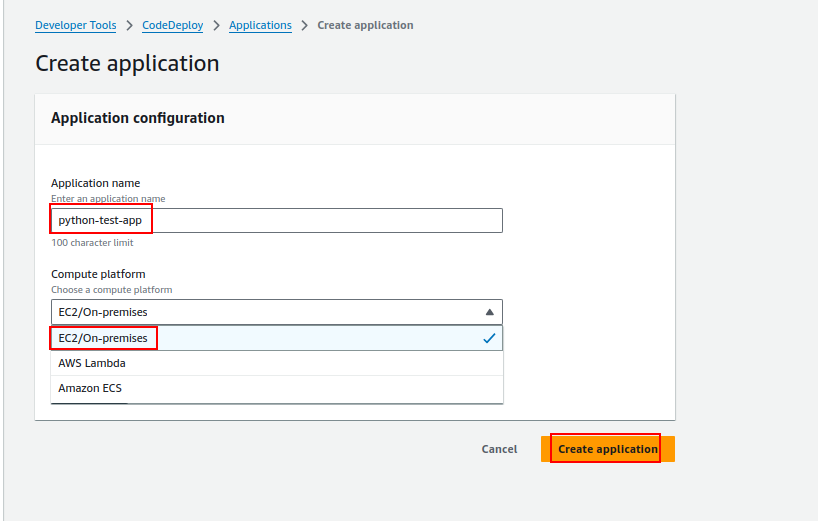 Developer Tools > CodeDeploy > Applications > Create application
Create application
Application configuration
Application name
Enter an application name
python-test-app
100 character limit
Compute platform
Choose a compute platform
EC2/On-premises
EC2/On-premises
AWS Lambda
Amazon ECS
Cancel Create application